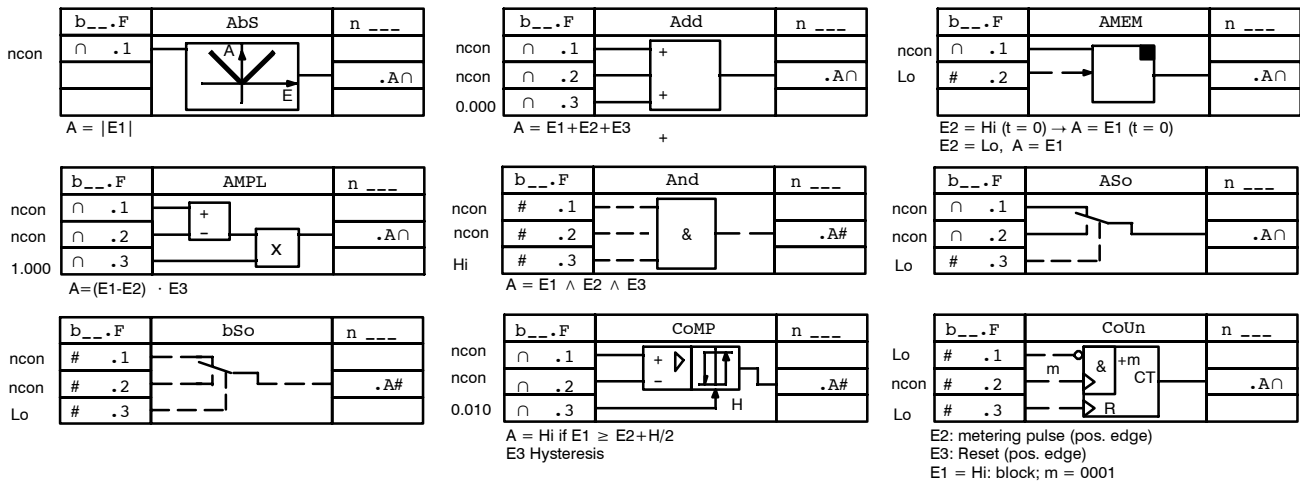 b__.F AbS n ___
ncon ∩ .1 A
.A∩
E
A = |E1|
b__.F Add n ___
ncon ∩ .1 +
ncon ∩ .2 .A∩
0.000 ∩ .3 +
A = E1+E2+E3
+
b__.F AMEM n ___
ncon ∩ .1
Lo # .2 .A∩
E2 = Hi (t = 0) → A = E1 (t = 0)
E2 = Lo, A = E1
b__.F AMPL n ___
ncon ∩ .1 +
ncon ∩ .2 − .A∩
1.000 ∩ .3 X
A=(E1-E2) · E3
b__.F And n ___
ncon # .1
ncon # .2 & .A#
Hi # .3
A = E1 ∧ E2 ∧ E3
b__.F ASo n ___
ncon ∩ .1
ncon ∩ .2 .A∩
Lo # .3
b__.F bSo n ___
ncon # .1
ncon # .2 .A#
Lo # .3
b__.F CoMP n ___
ncon ∩ .1 +
ncon ∩ .2 − .A#
0.010 ∩ .3 H
A = Hi if E1 ≥ E2+H/2
E3 Hysteresis
b__.F CoUn n ___
Lo # .1 & +m
ncon # .2 m CT .A∩
Lo # .3 R
E2: metering pulse (pos. edge)
E3: Reset (pos. edge)
E1 = Hi: block; m = 0001